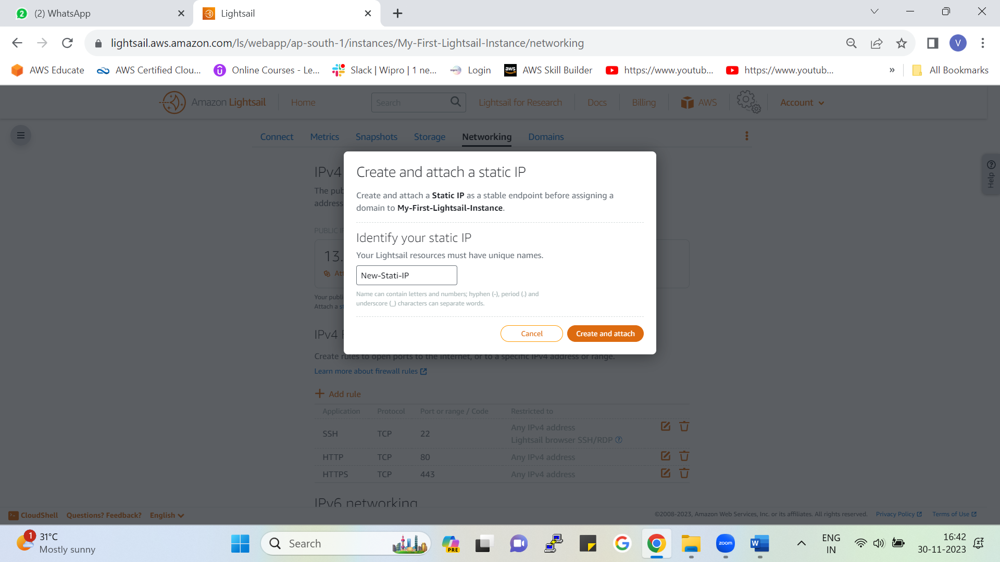 2 (2) WhatsApp
Lightsail
lightsail.aws.amazon.com/ls/webapp/ap-south-1/instances/My-First-Lightsail-Instance/networking
V
AWS Educate
AWS Certified Clou...
Online Courses - Le...
Slack | Wipro | 1 ne...
Login
AWS Skill Builder
https://www.youtub...
https://www.youtub...
»
All Bookmarks
Amazon Lightsail
Home
Search
Lightsail for Research
Docs
Billing
AWS
Account
Connect
Metrics
Snapshots
Storage
Networking
Domains
Help
IPv4
The pub
address
PUBLIC IP
13.
Att
Your publi
Attach a st
Create and attach a static IP
Create and attach a Static IP as a stable endpoint before assigning a
domain to My-First-Lightsail-Instance.
Identify your static IP
Your Lightsail resources must have unique names.
New-Stati-IP
Name can contain letters and numbers; hyphen (-), period (.) and
underscore (_) characters can separate words.
Cancel
Create and attach
IPv4 F
Create rules to open ports to the internet, or to a specific IPv4 address or range.
Learn more about firewall rules
+ Add rule
Application Protocol Port or range / Code Restricted to
SSH TCP 22 Any IPv4 address
Lightsail browser SSH/RDP ?
HTTP TCP 80 Any IPv4 address
HTTPS TCP 443 Any IPv4 address
IPv6 networking
CloudShell
Questions? Feedback?
English
©2008-2023, Amazon Web Services, Inc. or its affiliates. All rights reserved.
Privacy Policy
Terms of Use
1
31°C
Mostly sunny
Search
PRE
zoom
W
ENG
IN
16:42
30-11-2023